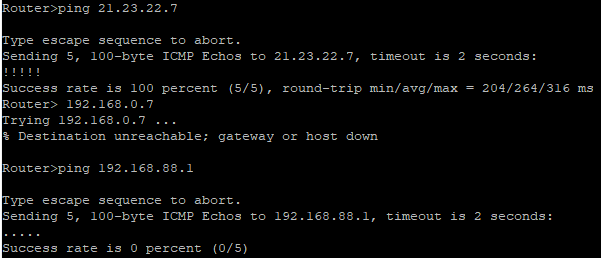 Router>ping 21.23.22.7
Type escape sequence to abort.
Sending 5, 100-byte ICMP Echos to 21.23.22.7, timeout is 2 seconds:
!!!!!
Success rate is 100 percent (5/5), round-trip min/avg/max = 204/264/316 ms
Router> 192.168.0.7
Trying 192.168.0.7 ...
% Destination unreachable; gateway or host down
Router>ping 192.168.88.1
Type escape sequence to abort.
Sending 5, 100-byte ICMP Echos to 192.168.88.1, timeout is 2 seconds:
.....
Success rate is 0 percent (0/5)